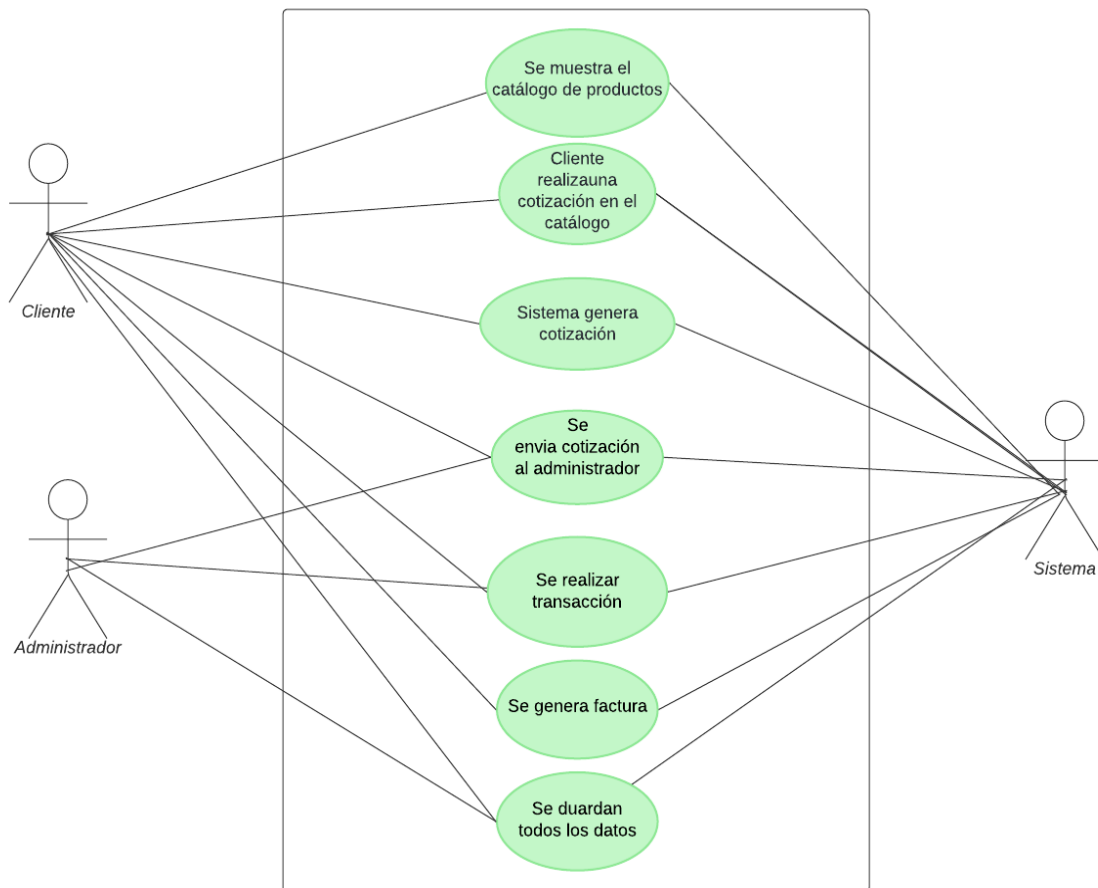 Se muestra el
catálogo de productos
Cliente
realizauna
cotización en el
catálogo
Cliente
Sistema genera
cotización
Se
envia cotización
al administrador
Sistema
Se realizar
transacción
Administrador
Se genera factura
Se duardan
todos los datos